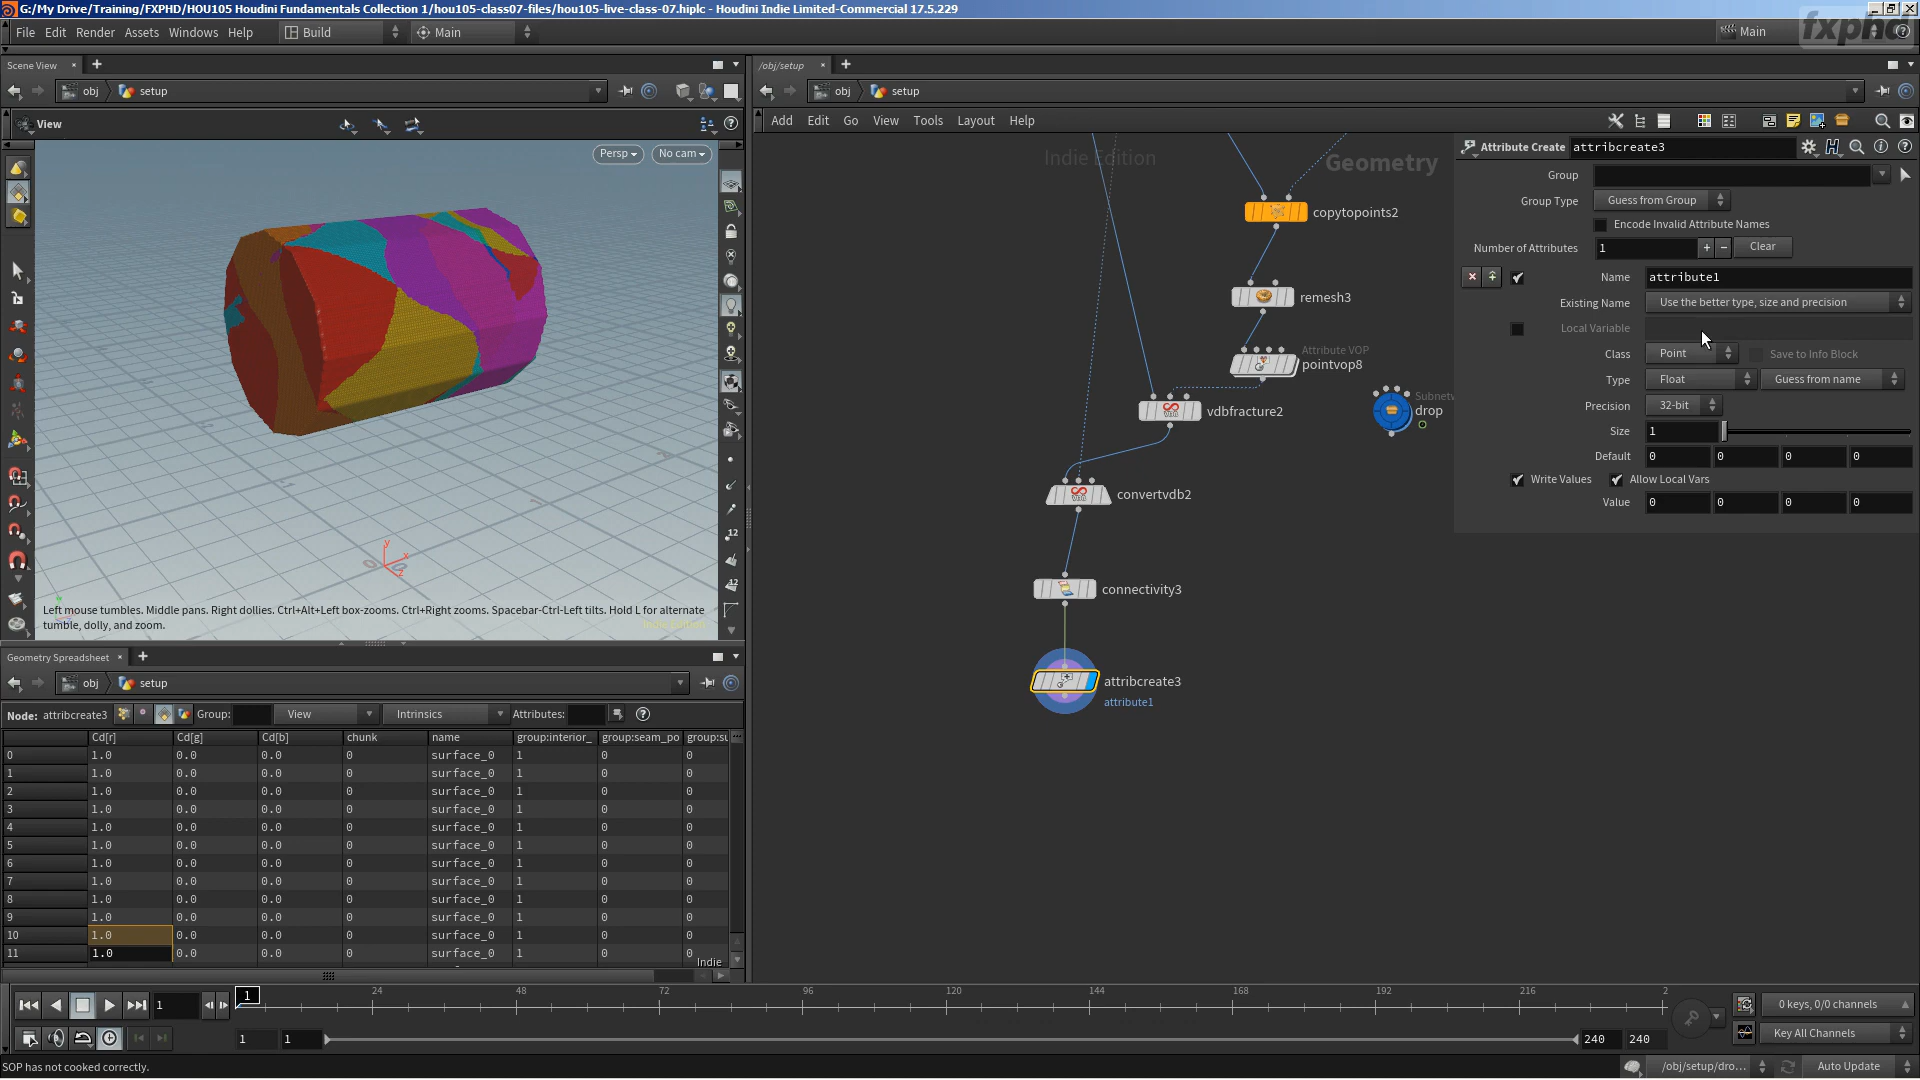 G:/My Drive/Training/FXPHD/HOU105 Houdini Fundamentals Collection 1/hou105-class07-files/hou105-live-class-07.hiplc - Houdini Indie Limited-Commercial 17.5.229
File Edit Render Assets Windows Help Build Main Main
fxphd
Scene View
/obj/setup
obj setup
obj setup
View
Add Edit Go View Tools Layout Help
Persp No cam
Indie Edition
Geometry
Attribute Create attribcreate3
Group
Group Type Guess from Group
Encode Invalid Attribute Names
Number of Attributes 1 + − Clear
Name attribute1
Existing Name Use the better type, size and precision
Local Variable
Class Point Save to Info Block
Type Float Guess from name
Precision 32-bit
Size 1
Default 0 0 0 0
Write Values Allow Local Vars
Value 0 0 0 0
copytopoints2
remesh3
Attribute VOP
pointvop8
Subnetw
drop
vdbfracture2
convertvdb2
connectivity3
attribcreate3
attribute1
Left mouse tumbles. Middle pans. Right dollies. Ctrl+Alt+Left box-zooms. Ctrl+Right zooms. Spacebar-Ctrl-Left tilts. Hold L for alternate
tumble, dolly, and zoom.
Indie Edition
Geometry Spreadsheet
obj setup
Node: attribcreate3 Group: View Intrinsics Attributes:
Cd[r] Cd[g] Cd[b] chunk name group:interior_ group:seam_po group:su
0 1.0 0.0 0.0 0 surface_0 1 0 0
1 1.0 0.0 0.0 0 surface_0 1 0 0
2 1.0 0.0 0.0 0 surface_0 1 0 0
3 1.0 0.0 0.0 0 surface_0 1 0 0
4 1.0 0.0 0.0 0 surface_0 1 0 0
5 1.0 0.0 0.0 0 surface_0 1 0 0
6 1.0 0.0 0.0 0 surface_0 1 0 0
7 1.0 0.0 0.0 0 surface_0 1 0 0
8 1.0 0.0 0.0 0 surface_0 1 0 0
9 1.0 0.0 0.0 0 surface_0 1 0 0
10 1.0 0.0 0.0 0 surface_0 1 0 0
11 1.0 0.0 0.0 0 surface_0 1 0 0
Indie
1 1 24 48 72 96 120 144 168 192 216 2
0 keys, 0/0 channels
1 1 240 240 Key All Channels
SOP has not cooked correctly.
/obj/setup/dro... Auto Update